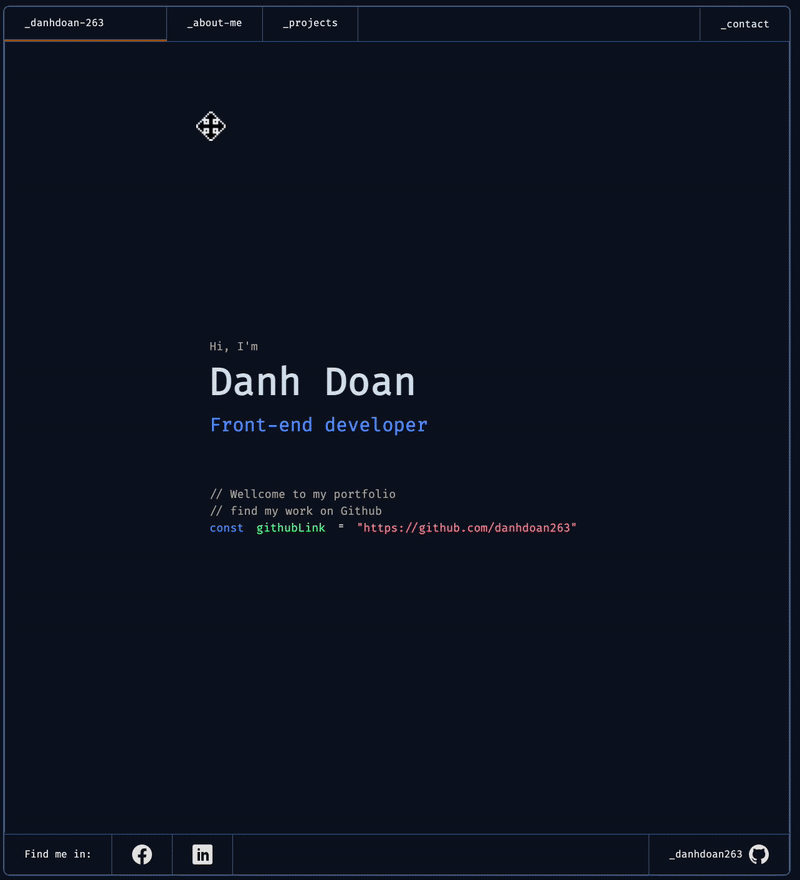 _danhdoan-263 _about-me _projects _contact
Hi, I'm
Danh Doan
Front-end developer
// Wellcome to my portfolio
// find my work on Github
const githubLink = "https://github.com/danhdoan263"
Find me in: _danhdoan263